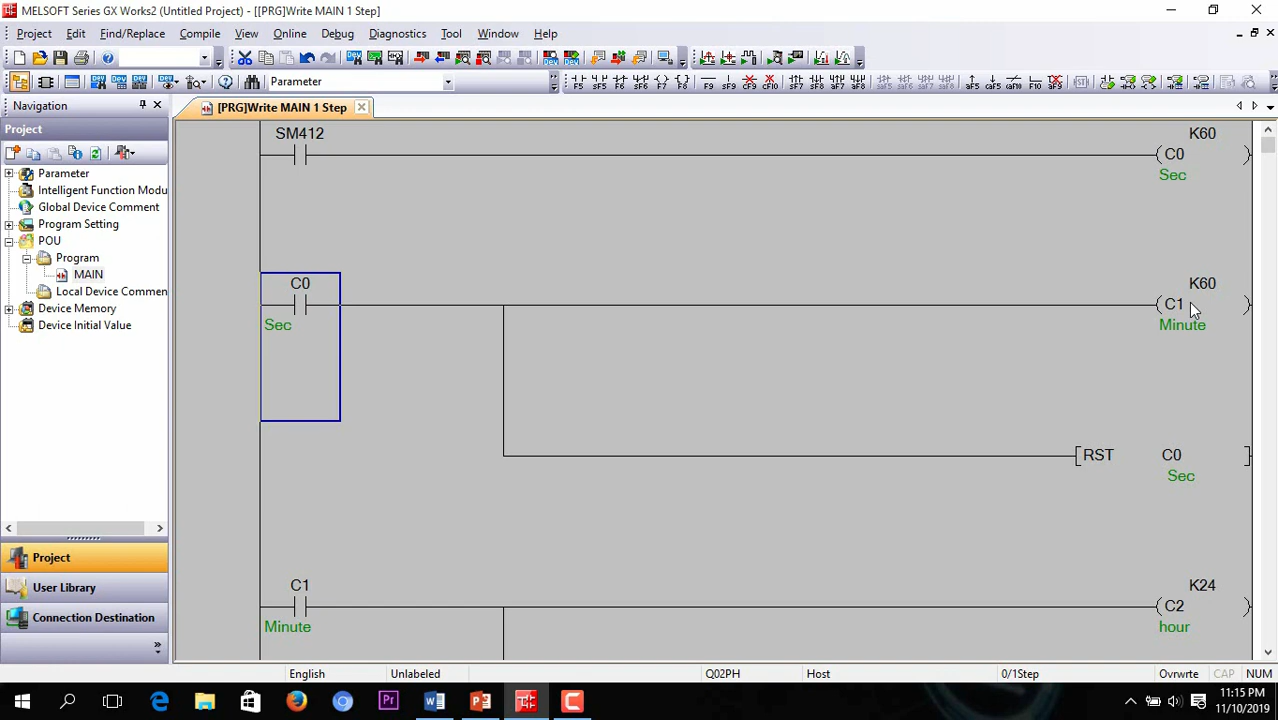 MELSOFT Series GX Works2 (Untitled Project) - [[PRG]Write MAIN 1 Step]
Project Edit Find/Replace Compile View Online Debug Diagnostics Tool Window Help
Parameter
Navigation
[PRG]Write MAIN 1 Step
Project
Parameter
Intelligent Function Modu
Global Device Comment
Program Setting
POU
Program
MAIN
Local Device Commen
Device Memory
Device Initial Value
SM412 K60
C0
Sec
C0 K60
C1
Sec Minute
RST C0
Sec
C1 K24
C2
Minute hour
Project
User Library
Connection Destination
English Unlabeled Q02PH Host 0/1Step Ovrwrte CAP NUM
11:15 PM
11/10/2019